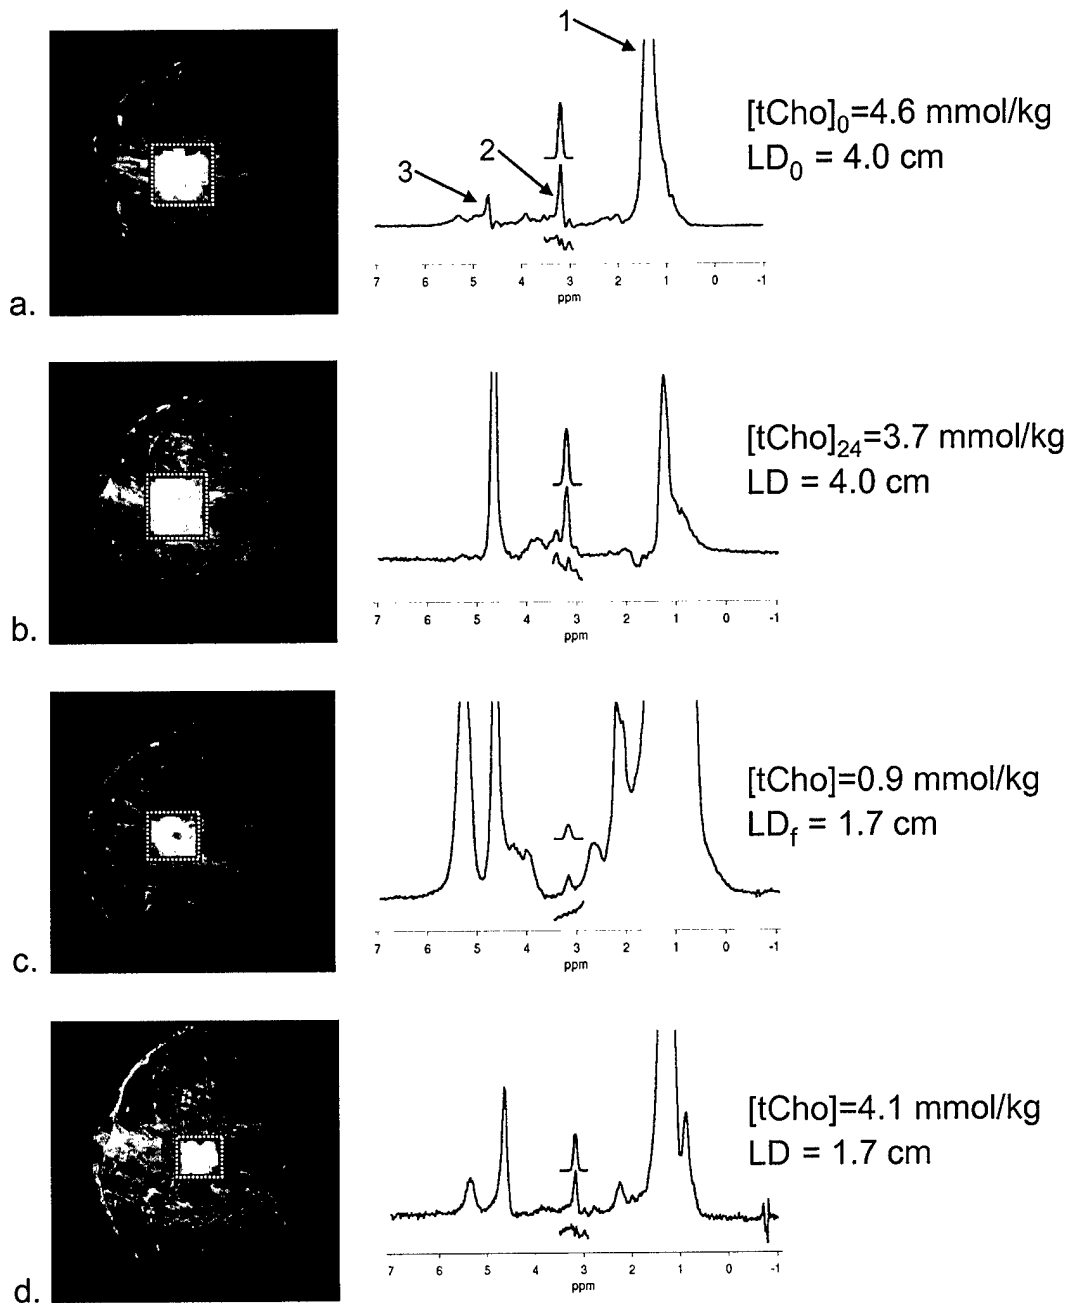 1
2
3
[tCho]0=4.6 mmol/kg
LD0 = 4.0 cm
7 6 5 4 3 2 1 0 -1
ppm
a.
[tCho]24=3.7 mmol/kg
LD = 4.0 cm
7 6 5 4 3 2 1 0 -1
ppm
b.
[tCho]=0.9 mmol/kg
LDf = 1.7 cm
7 6 5 4 3 2 1 0 -1
ppm
c.
[tCho]=4.1 mmol/kg
LD = 1.7 cm
6 5 4 3 2 1 0 -1
ppm
d.